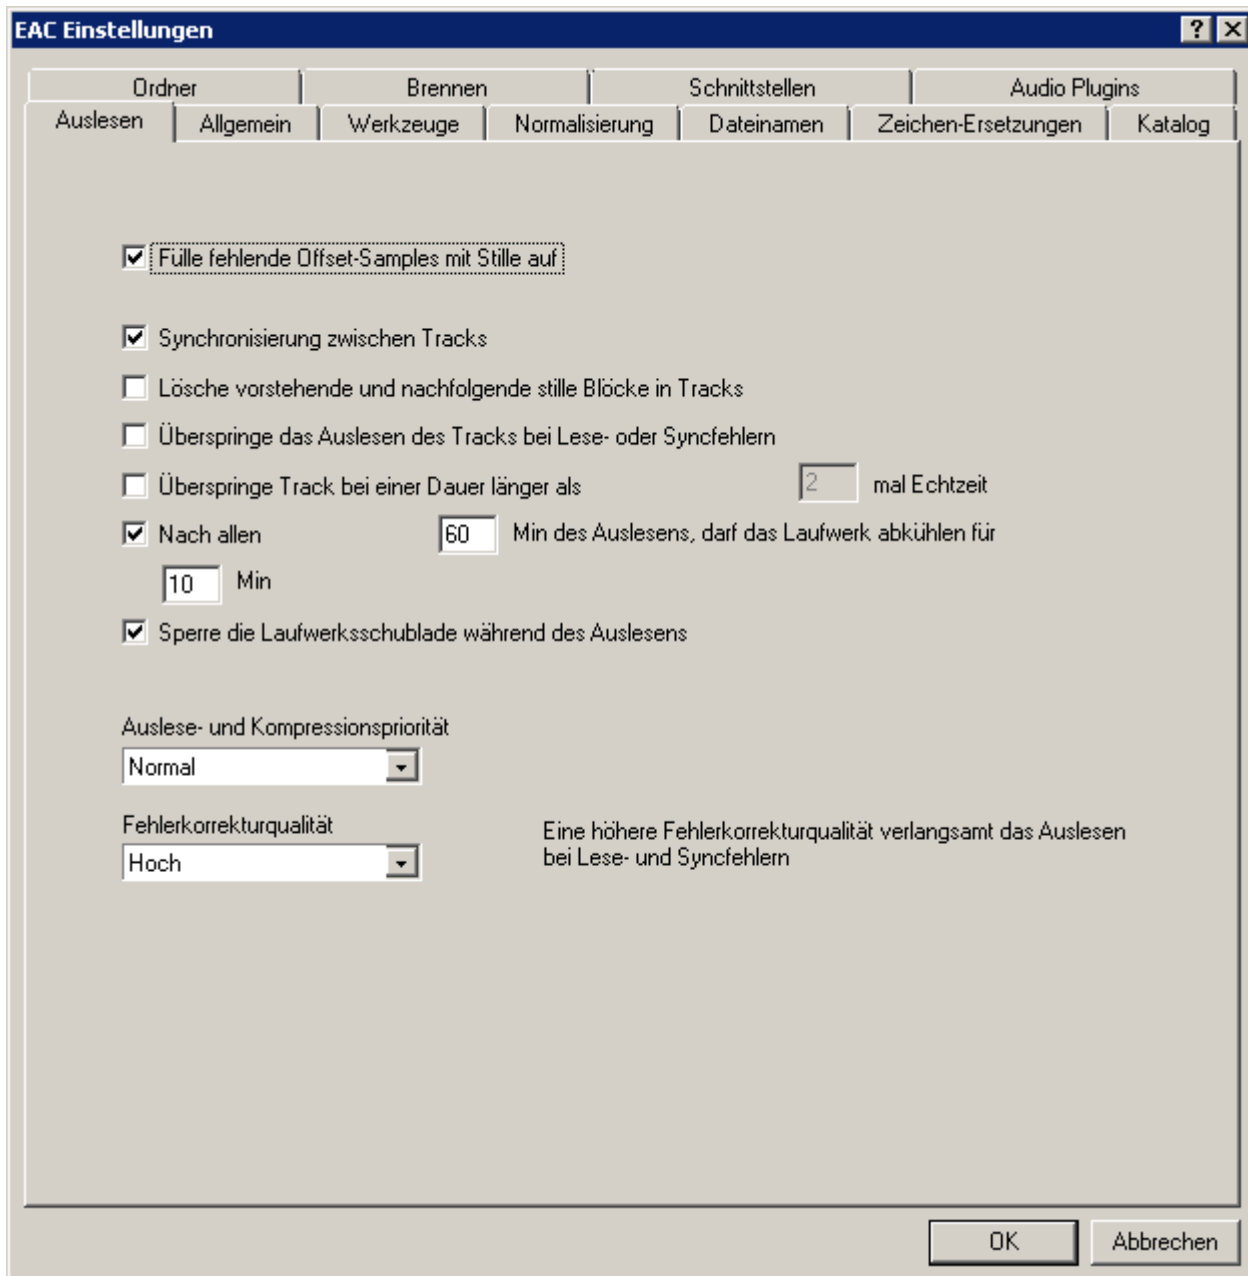 EAC Einstellungen
Ordner Brennen Schnittstellen Audio Plugins
Auslesen Allgemein Werkzeuge Normalisierung Dateinamen Zeichen-Ersetzungen Katalog
Fülle fehlende Offset-Samples mit Stille auf
Synchronisierung zwischen Tracks
Lösche vorstehende und nachfolgende stille Blöcke in Tracks
Überspringe das Auslesen des Tracks bei Lese- oder Syncfehlern
Überspringe Track bei einer Dauer länger als 2 mal Echtzeit
Nach allen 60 Min des Auslesens, darf das Laufwerk abkühlen für
10 Min
Sperre die Laufwerksschublade während des Auslesens
Auslese- und Kompressionspriorität
Normal
Fehlerkorrekturqualität
Hoch
Eine höhere Fehlerkorrekturqualität verlangsamt das Auslesen
bei Lese- und Syncfehlern
OK Abbrechen